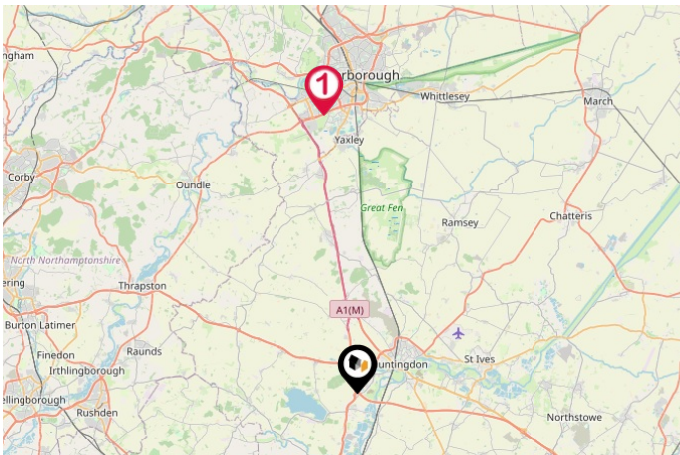 ngham
1
rborough
Whittlesey
March
Yaxley
Corby
Oundle
Great Fen
Ramsey
Chatteris
North Northamptonshire
ering
Thrapston
A1(M)
Burton Latimer
Raunds
Finedon
Irthlingborough
St Ives
untingdon
ellingborough
Rushden
Northstowe